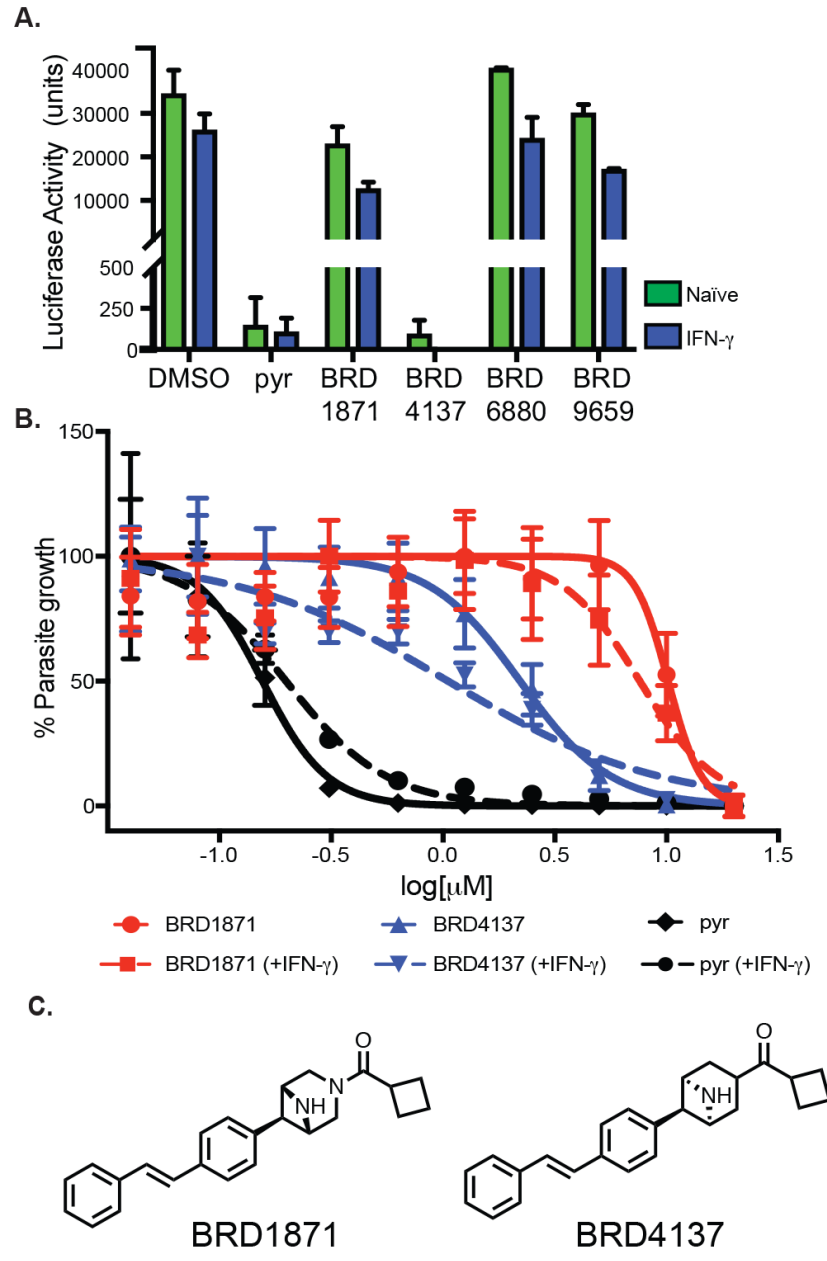 A.
Luciferase Activity (units)
40000
30000
20000
10000
500
250
0
Naïve
IFN-γ
DMSO pyr BRD BRD BRD BRD
1871 4137 6880 9659
B.
% Parasite growth
150
100
50
0
-1.0 -0.5 0.0 0.5 1.0 1.5
log[μM]
BRD1871 BRD4137 pyr
BRD1871 (+IFN-γ) BRD4137 (+IFN-γ) pyr (+IFN-γ)
C.
O
N
NH
BRD1871
O
NH
BRD4137